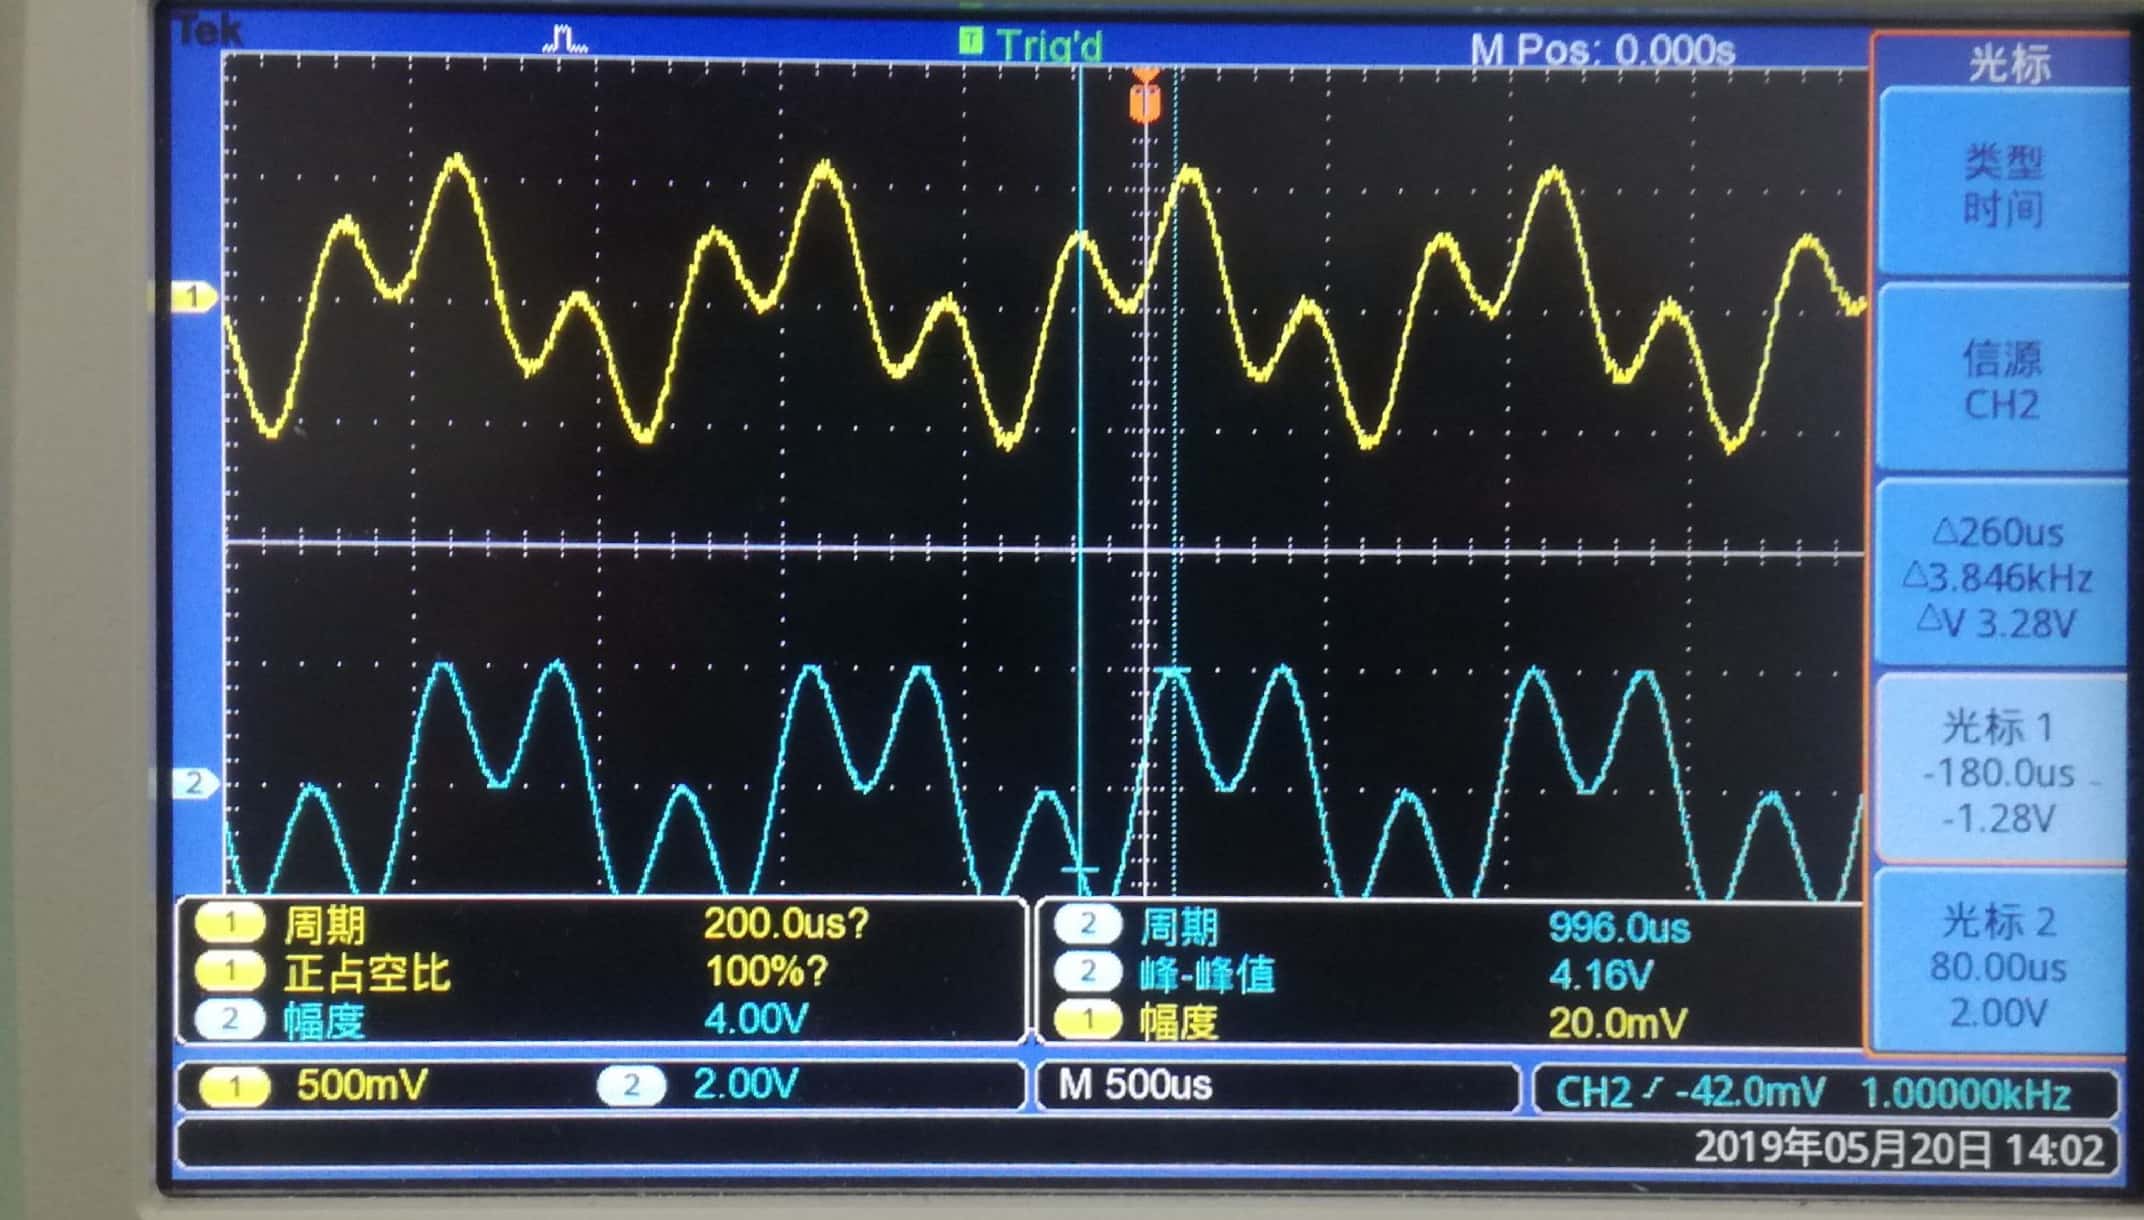 Tek
T Trig'd
M Pos: 0.000s
光标
类型
时间
信源
CH2
△260us
△3.846kHz
△V 3.28V
光标 1
-180.0us
-1.28V
光标 2
80.00us
2.00V
1
2
1 周期 200.0us?
1 正占空比 100%?
2 幅度 4.00V
2 周期 996.0us
2 峰-峰值 4.16V
1 幅度 20.0mV
1 500mV 2 2.00V
M 500us
CH2 -42.0mV 1.00000kHz
2019年05月20日 14:02